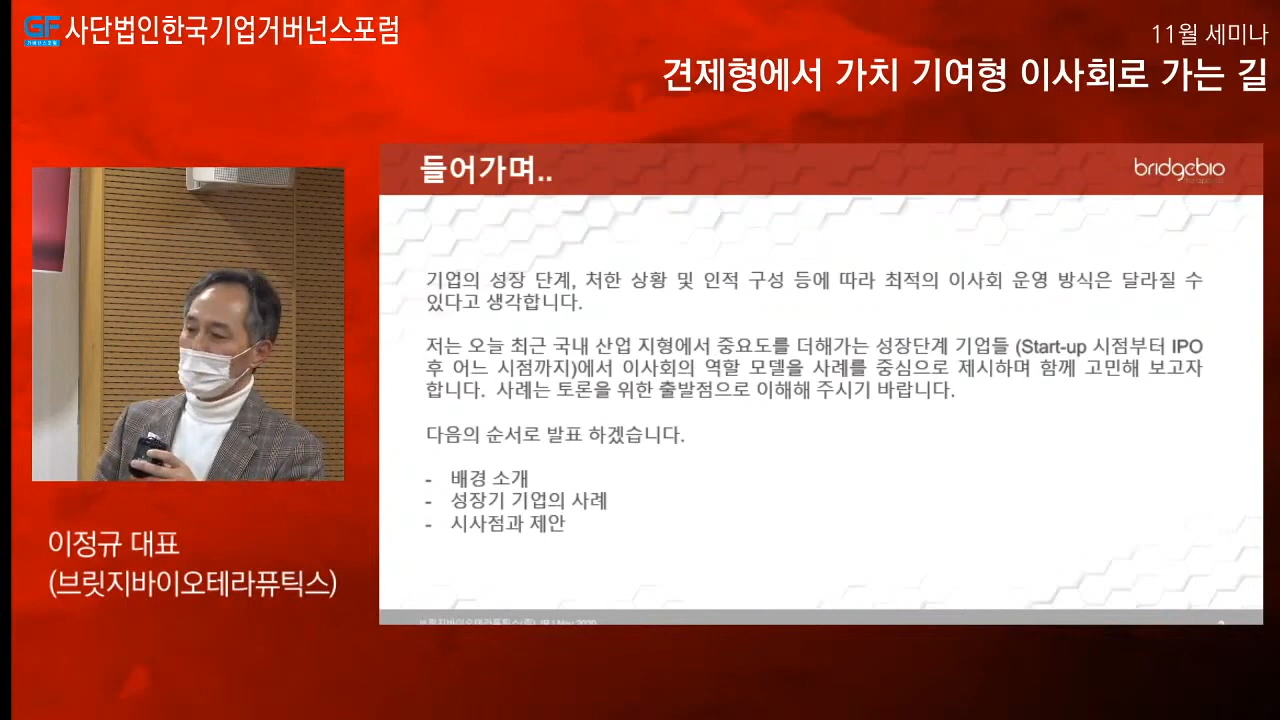 GF 사단법인한국기업거버넌스포럼
거버넌스포럼
11월 세미나
견제형에서 가치 기여형 이사회로 가는 길
들어가며..
bridgebio
기업의 성장 단계, 처한 상황 및 인적 구성 등에 따라 최적의 이사회 운영 방식은 달라질 수
있다고 생각합니다.
저는 오늘 최근 국내 산업 지형에서 중요도를 더해가는 성장단계 기업들 (Start-up 시점부터 IPO
후 어느 시점까지)에서 이사회의 역할 모델을 사례를 중심으로 제시하며 함께 고민해 보고자
합니다. 사례는 토론을 위한 출발점으로 이해해 주시기 바랍니다.
다음의 순서로 발표 하겠습니다.
- 배경 소개
- 성장기 기업의 사례
- 시사점과 제안
이정규 대표
(브릿지바이오테라퓨틱스)